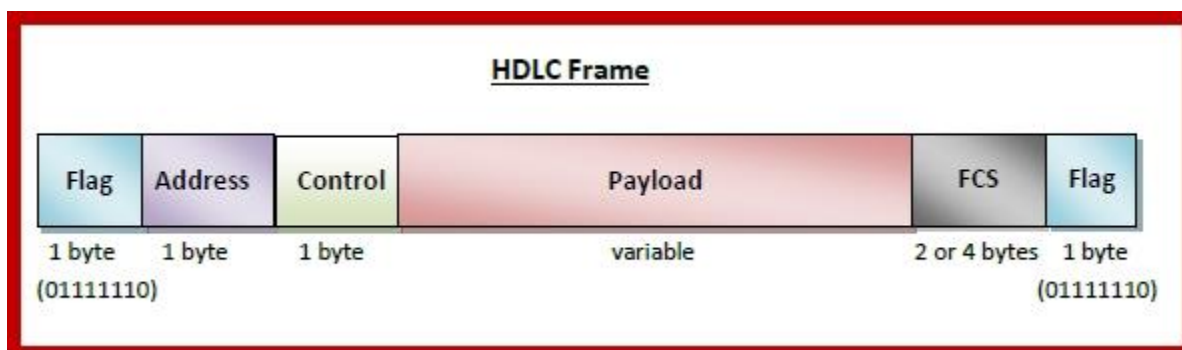 HDLC Frame
Flag Address Control Payload FCS Flag
1 byte 1 byte 1 byte variable 2 or 4 bytes 1 byte
(01111110) (01111110)